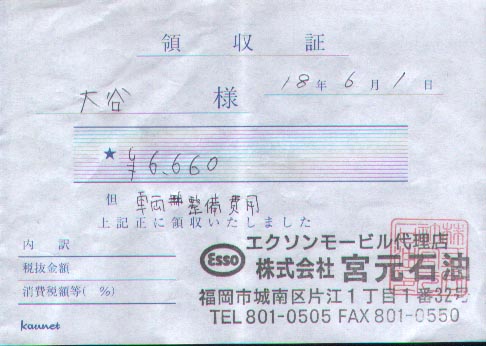 領収証
18年6月1日
大谷 様
★ ¥6,660
但 車両整備費用
上記正に領収いたしました
内 訳
税抜金額
消費税額等( %)
kaunet
Esso エクソンモービル代理店
株式会社 宮元石油
福岡市城南区片江1丁目1番32号
TEL 801-0505 FAX 801-0550